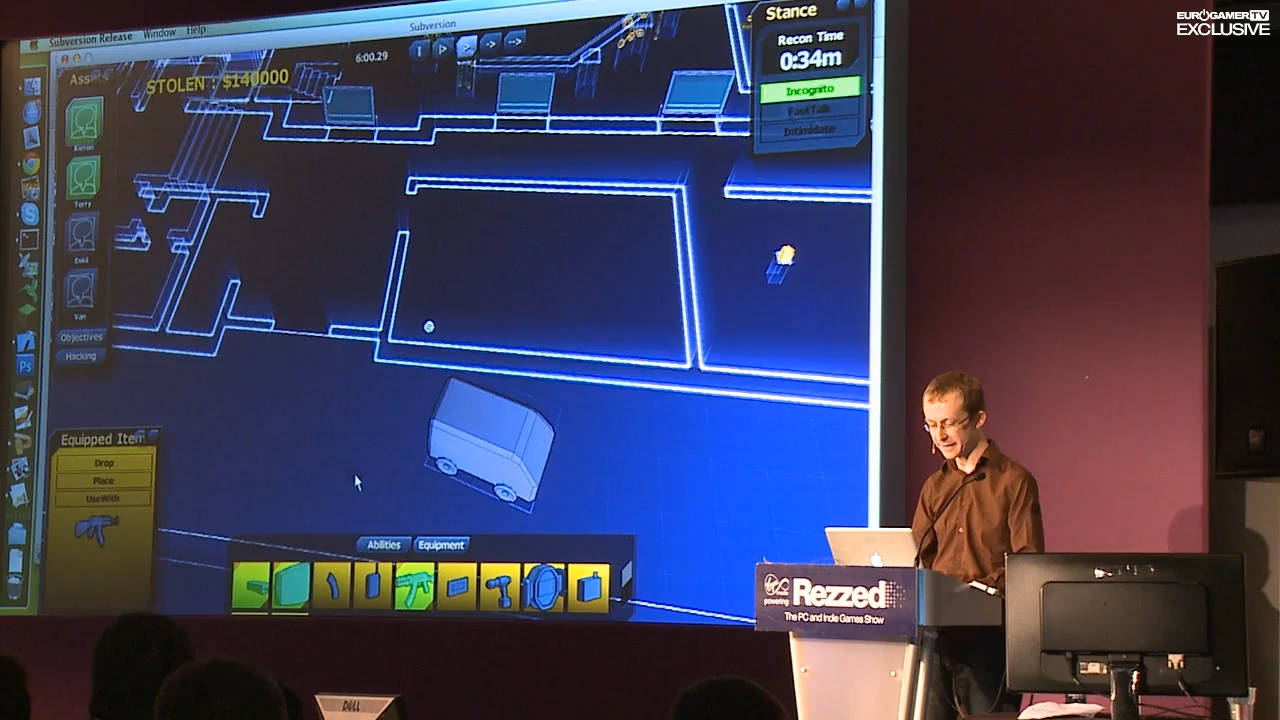 EUROGAMER TV
EXCLUSIVE
Subversion Release Window Help
Subversion
6:00.29
STOLEN : $140000
Kieron
Terry
Van
Objectives
Hacking
Stance
Recon Time
0:34m
Incognito
FastTalk
Intimidate
Equipped Item
Drop
Place
UseWith
Abilities
Equipment
Ps
powering
Rezzed
The PC and Indie Games Show
DELL